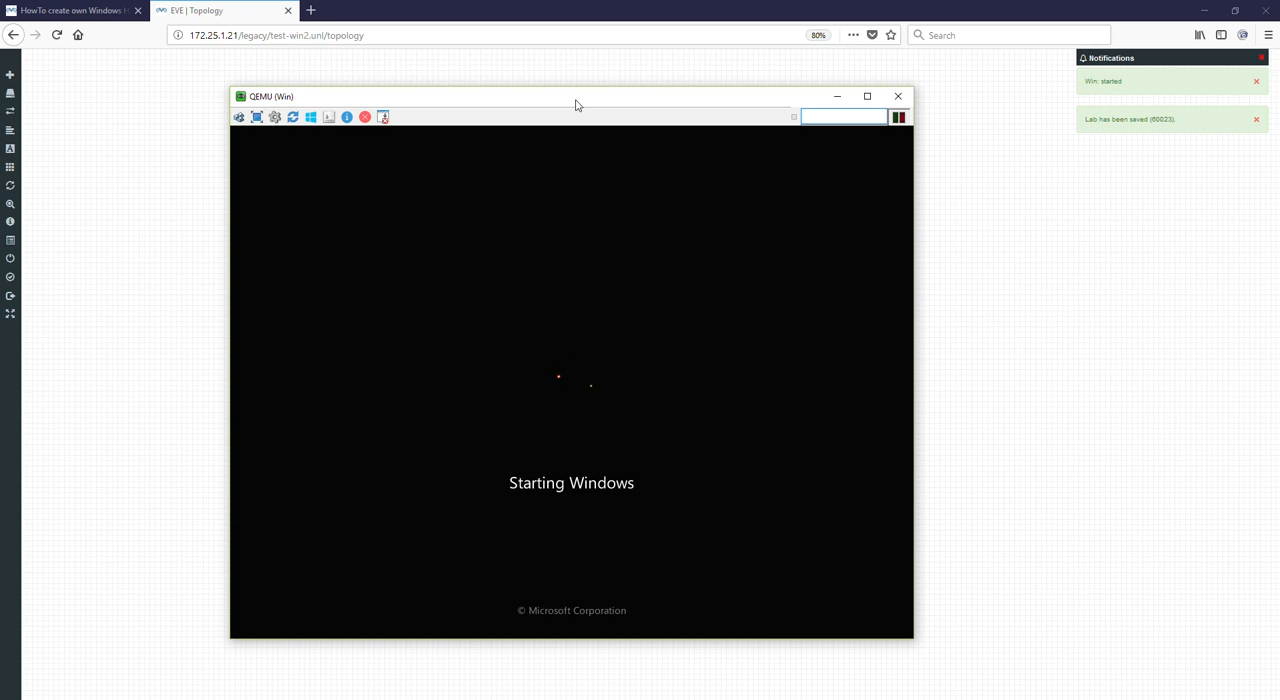 HowTo create own Windows
EVE | Topology
172.25.1.21/legacy/test-win2.unl/topology
80%
Search
Notifications
Win: started
Lab has been saved (60023).
QEMU (Win)
Starting Windows
© Microsoft Corporation